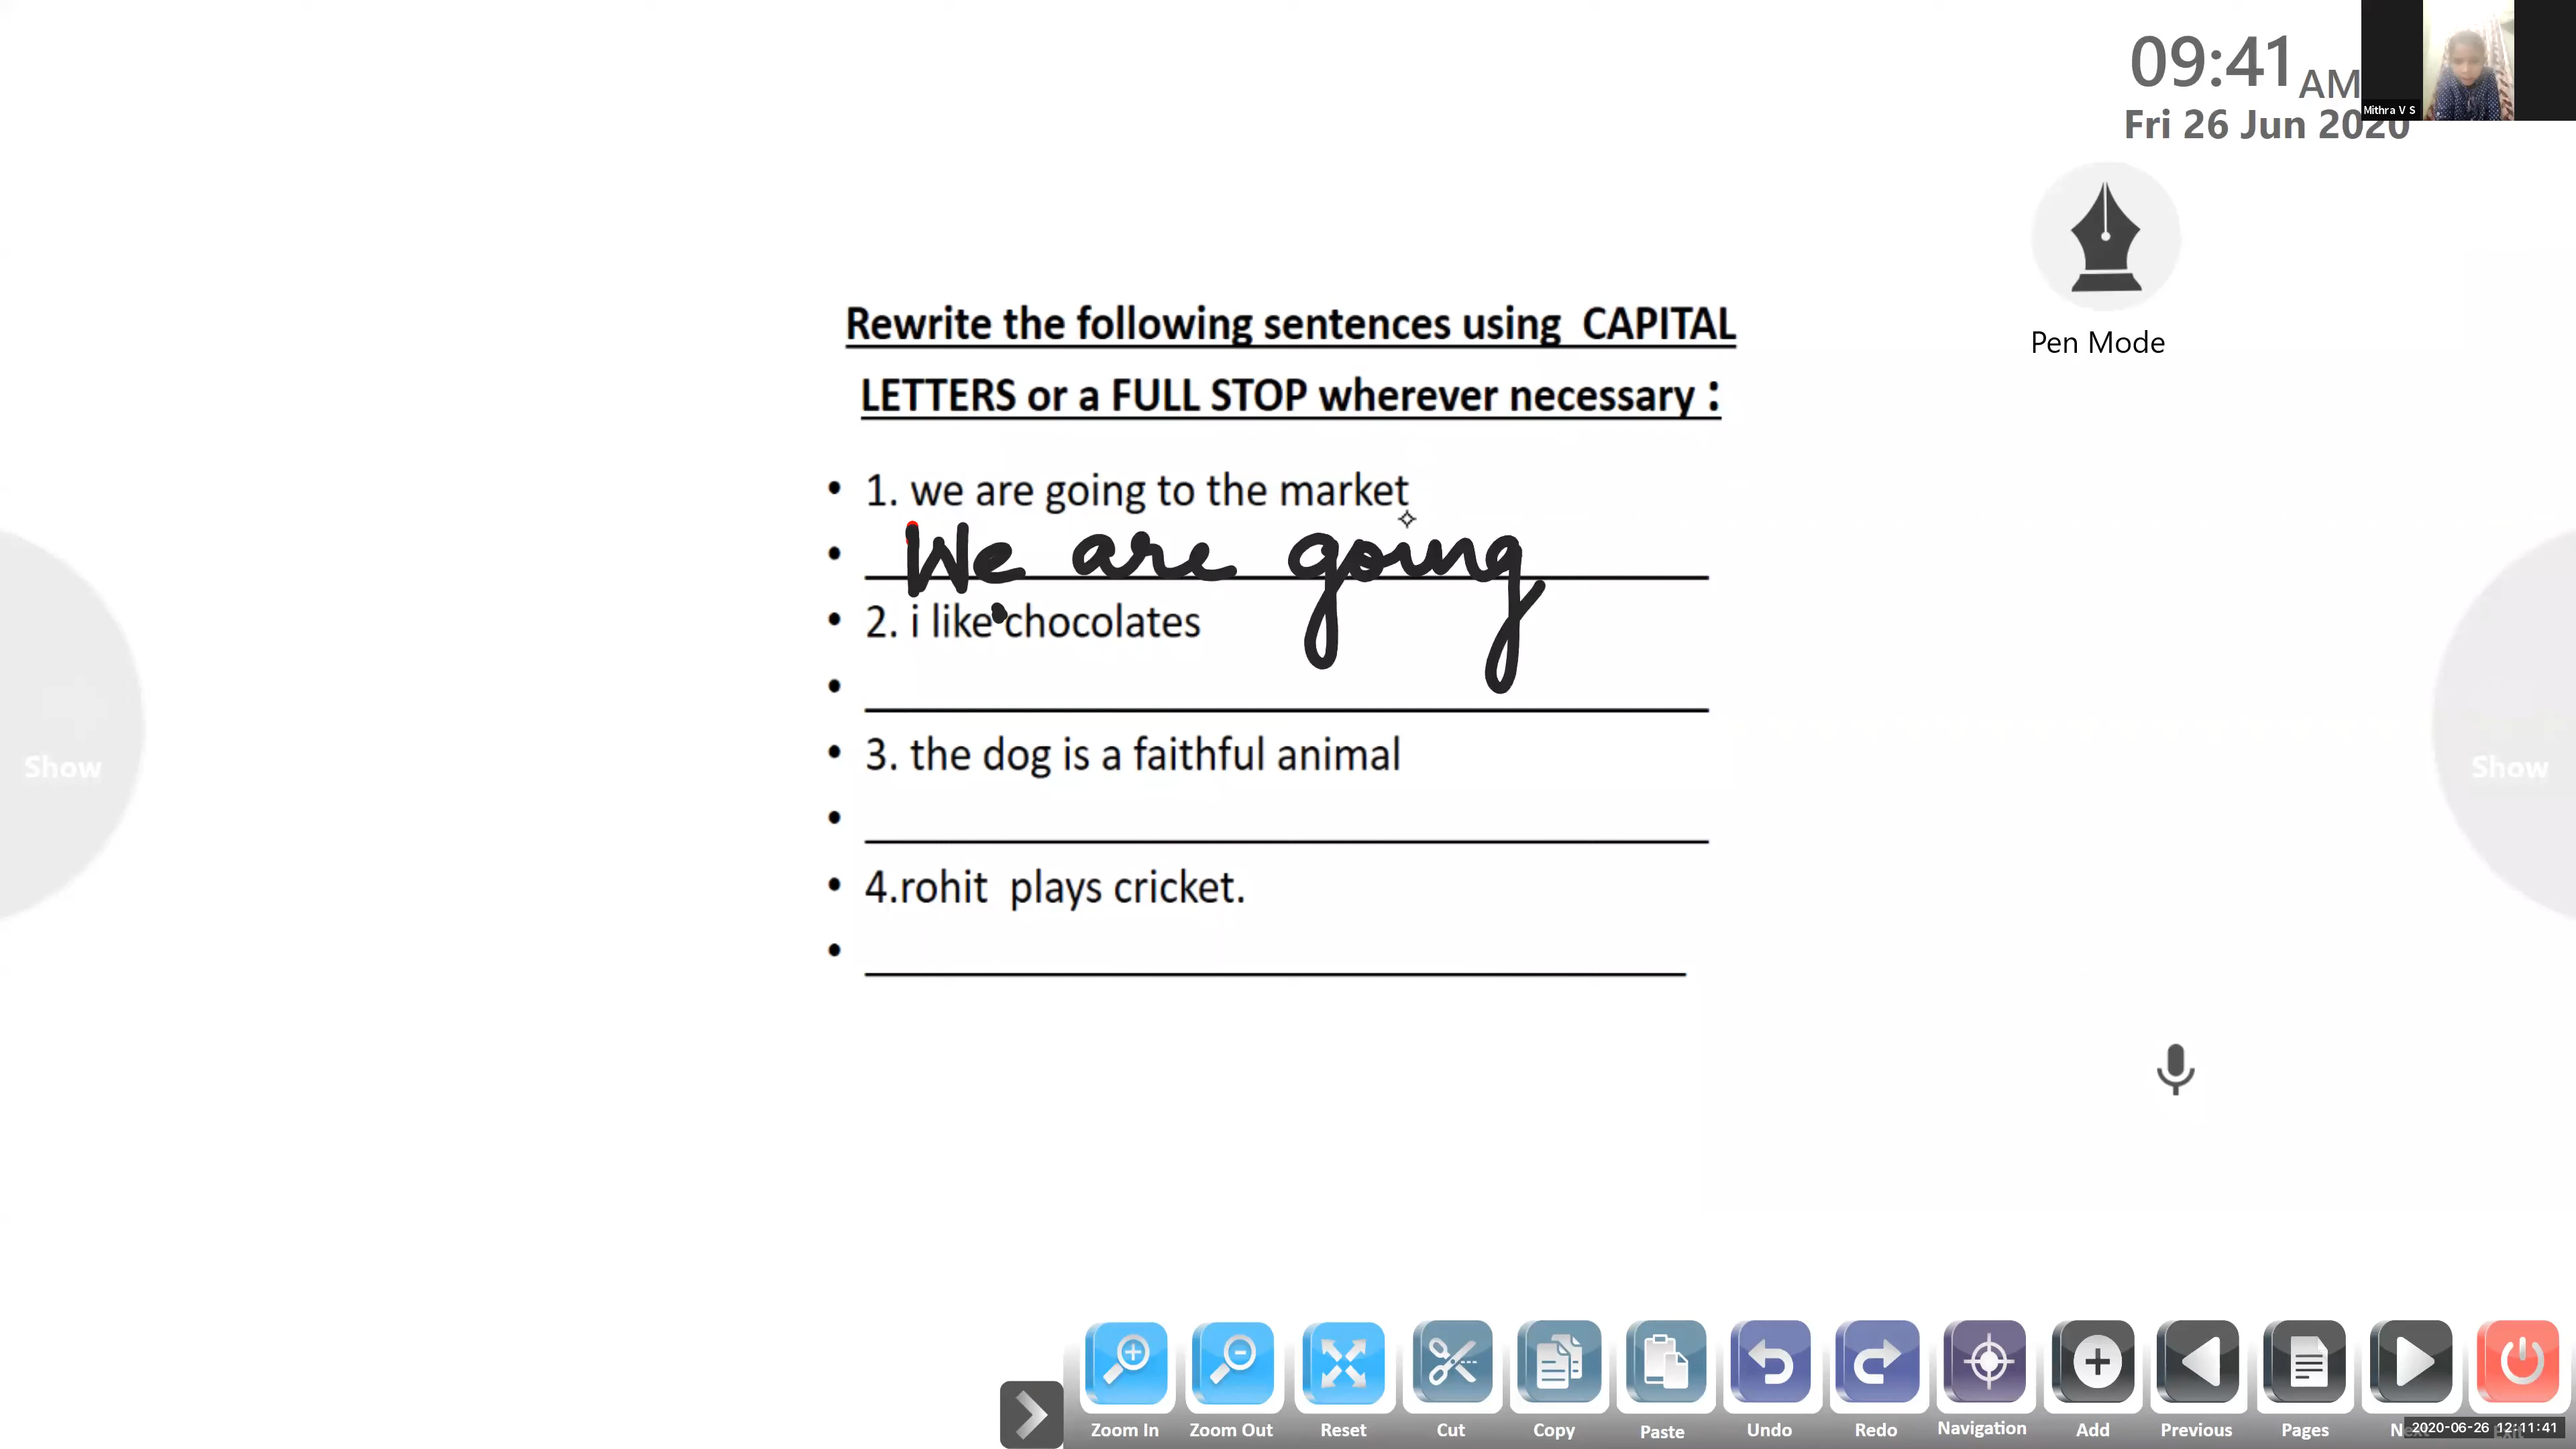 09:41 AM
Mithra V S
Fri 26 Jun 2020
Pen Mode
Rewrite the following sentences using CAPITAL
LETTERS or a FULL STOP wherever necessary :
• 1. we are going to the market
• We are going
• 2. i like chocolates
•
• 3. the dog is a faithful animal
•
• 4.rohit plays cricket.
•
Show
Show
Zoom In Zoom Out Reset Cut Copy Paste Undo Redo Navigation Add Previous Pages
2020-06-26 12:11:41